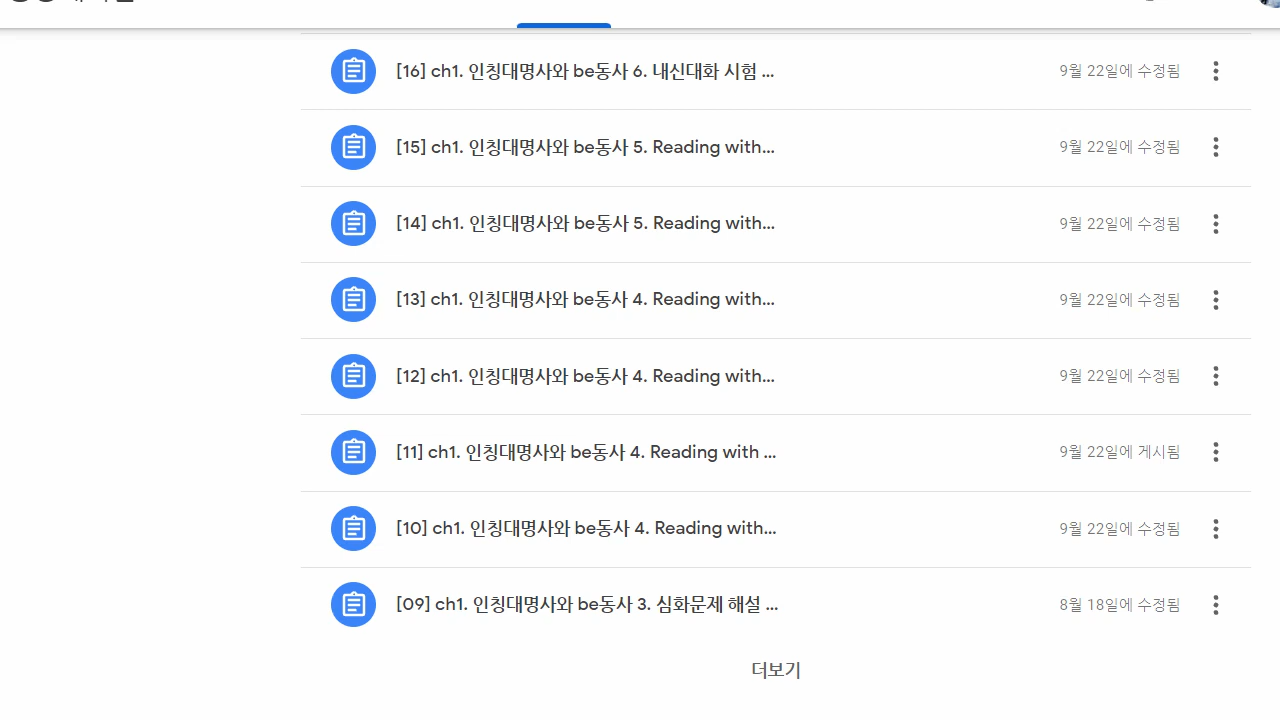 [16] ch1. 인칭대명사와 be동사 6. 내신대화 시험 ... 9월 22일에 수정됨
[15] ch1. 인칭대명사와 be동사 5. Reading with... 9월 22일에 수정됨
[14] ch1. 인칭대명사와 be동사 5. Reading with... 9월 22일에 수정됨
[13] ch1. 인칭대명사와 be동사 4. Reading with... 9월 22일에 수정됨
[12] ch1. 인칭대명사와 be동사 4. Reading with... 9월 22일에 수정됨
[11] ch1. 인칭대명사와 be동사 4. Reading with ... 9월 22일에 게시됨
[10] ch1. 인칭대명사와 be동사 4. Reading with... 9월 22일에 수정됨
[09] ch1. 인칭대명사와 be동사 3. 심화문제 해설 ... 8월 18일에 수정됨
더보기